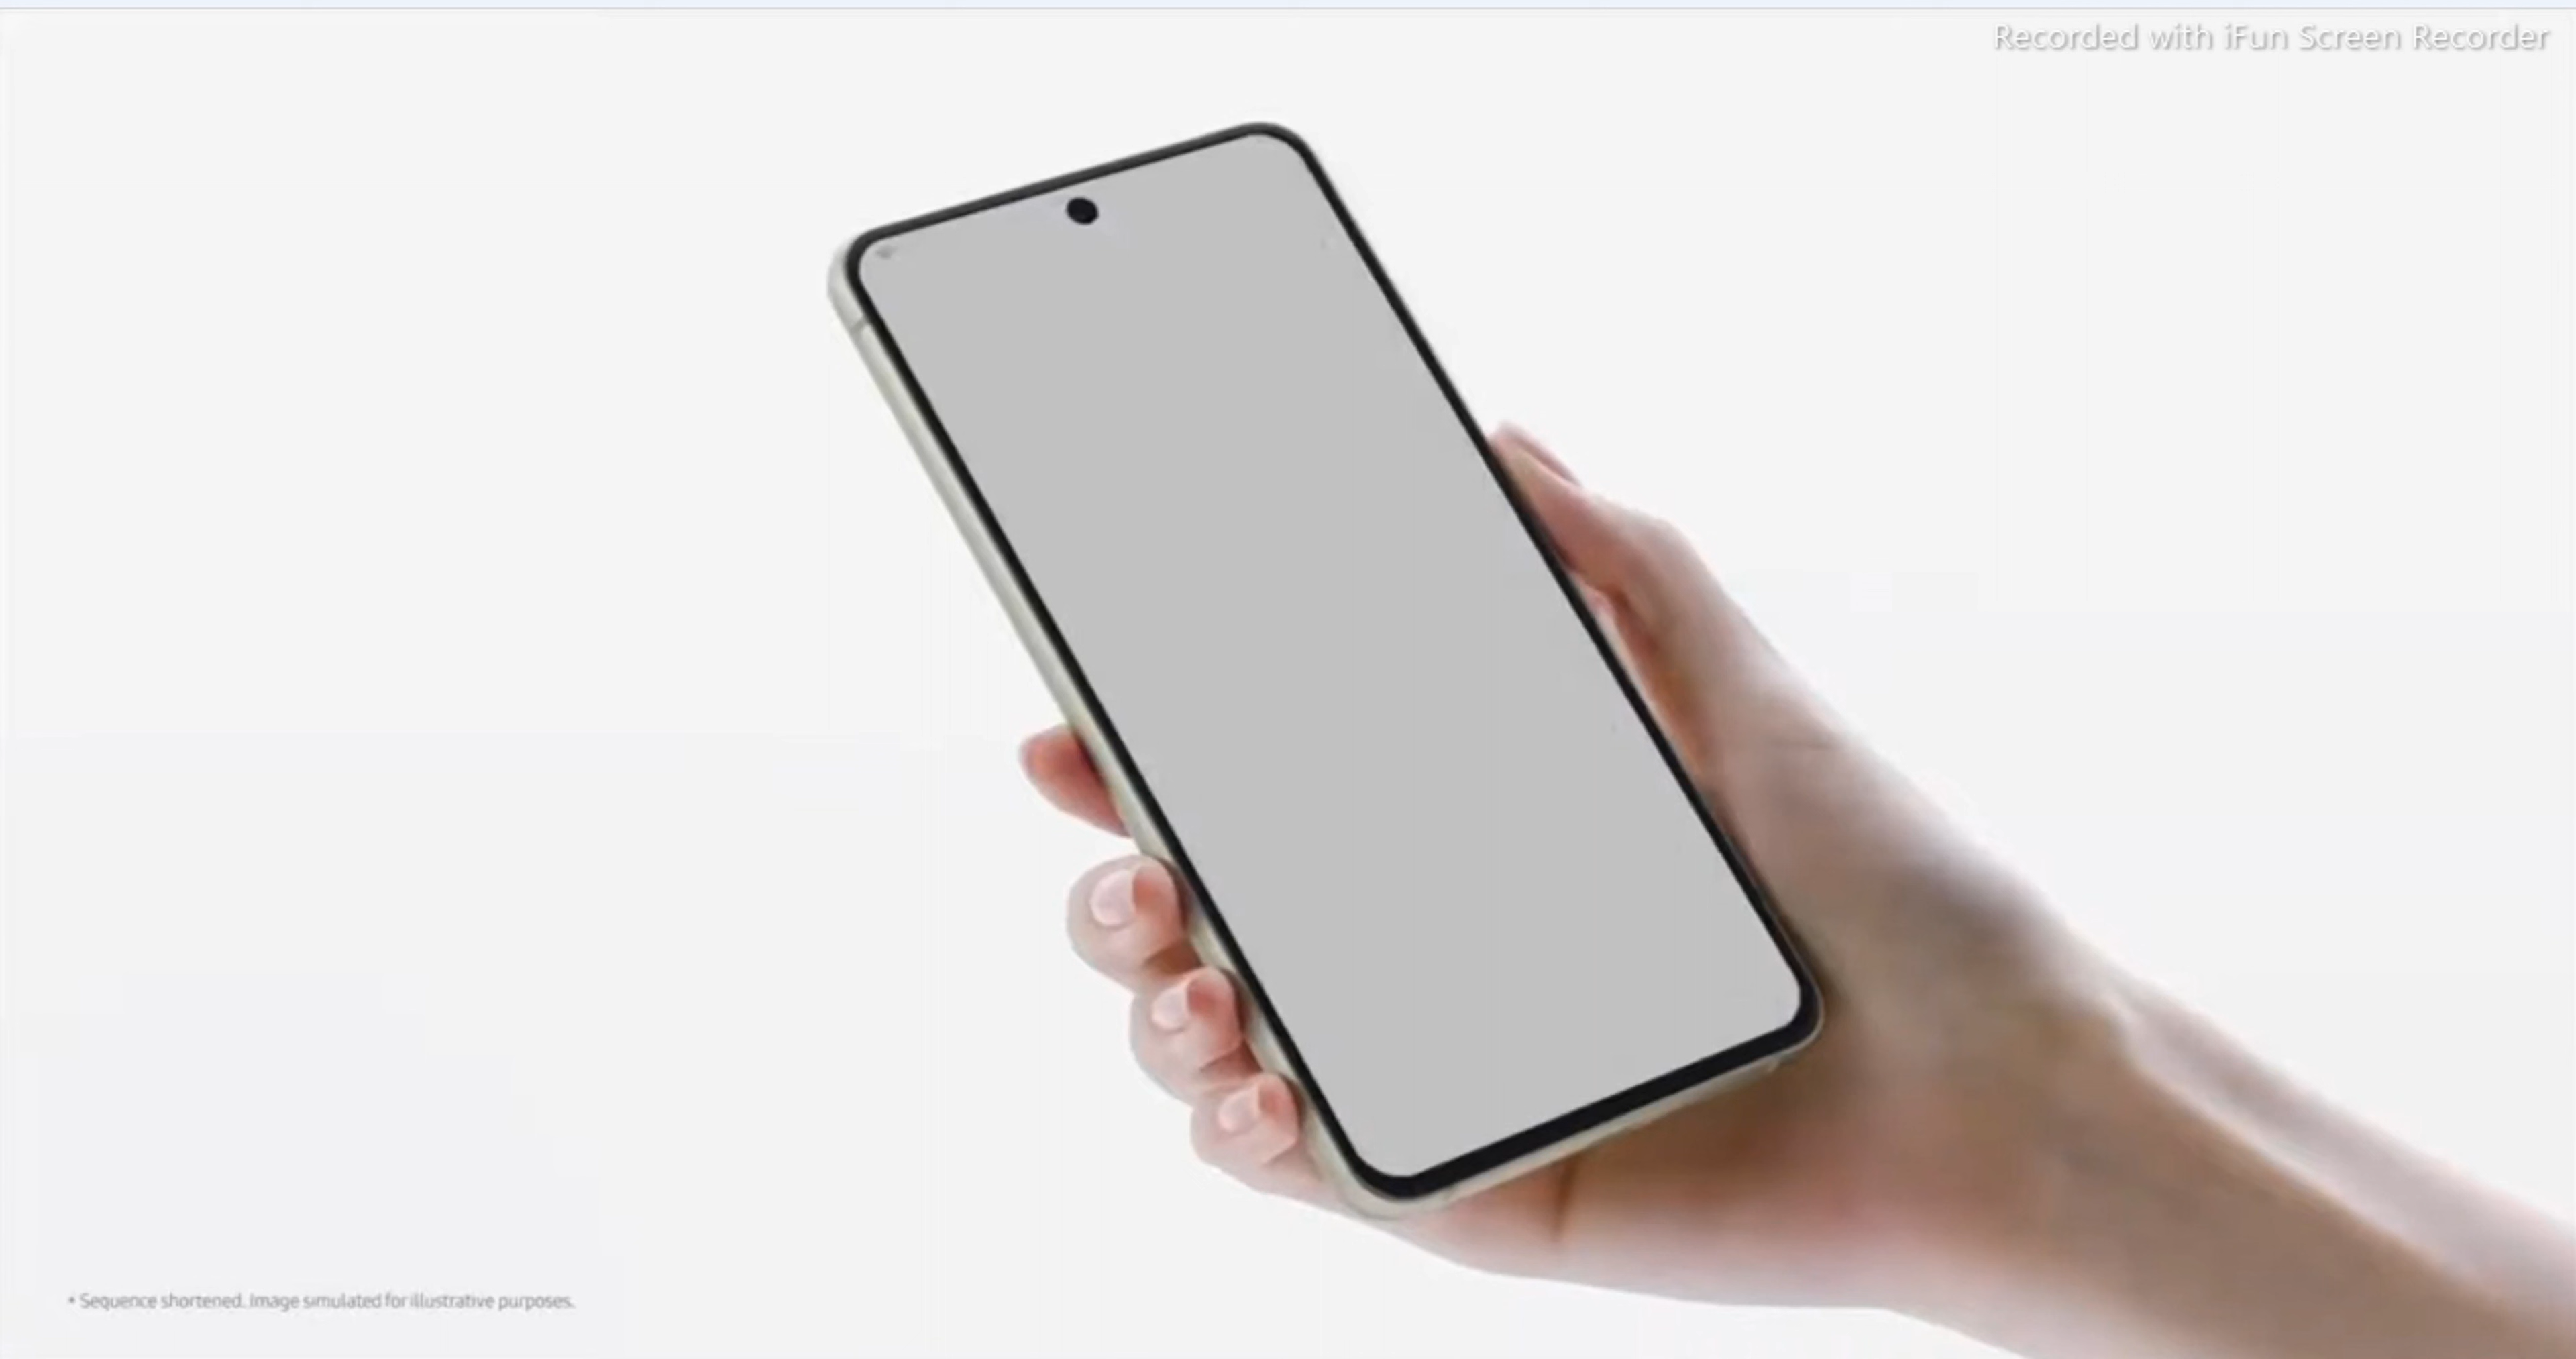 Recorded with iFun Screen Recorder
* Sequence shortened. Image simulated for illustrative purposes.